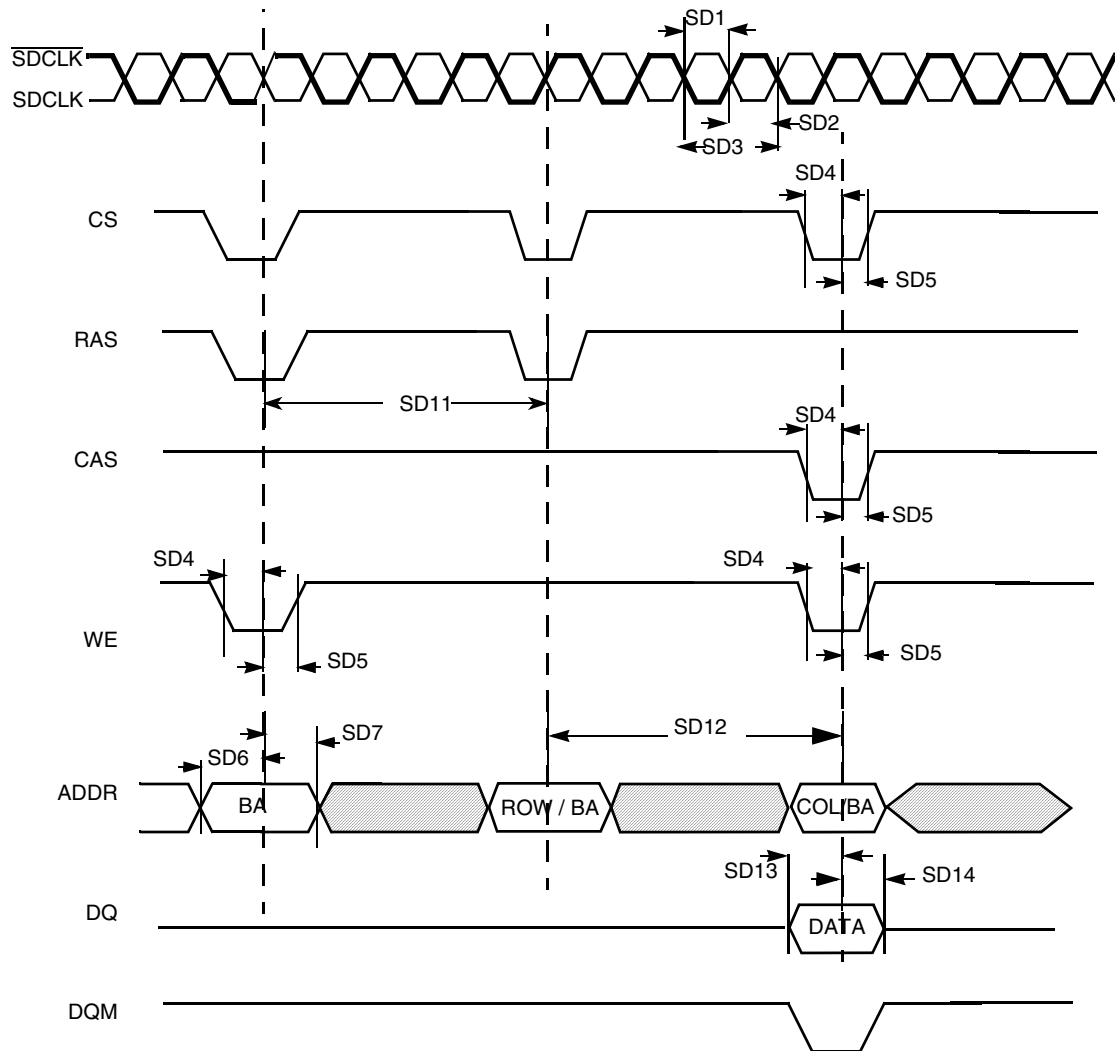 SD1
SDCLK
SDCLK
SD2
SD3
SD4
CS
SD5
RAS
SD11
SD4
CAS
SD5
SD4
SD4
WE
SD5
SD5
SD12
SD7
SD6
ADDR
BA
ROW / BA
COL/BA
SD13
SD14
DQ
DATA
DQM